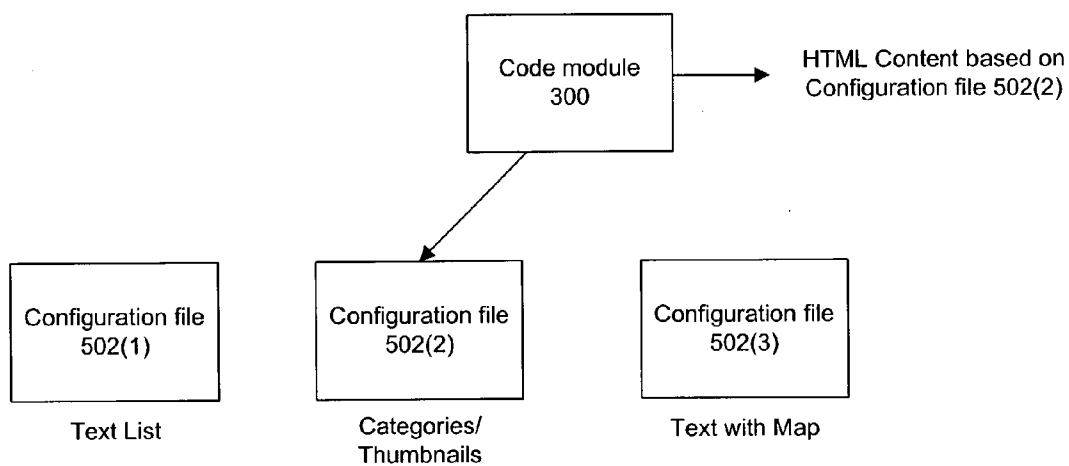 Code module
300
HTML Content based on
Configuration file 502(2)
Configuration file
502(1)
Configuration file
502(2)
Configuration file
502(3)
Text List
Categories/
Thumbnails
Text with Map